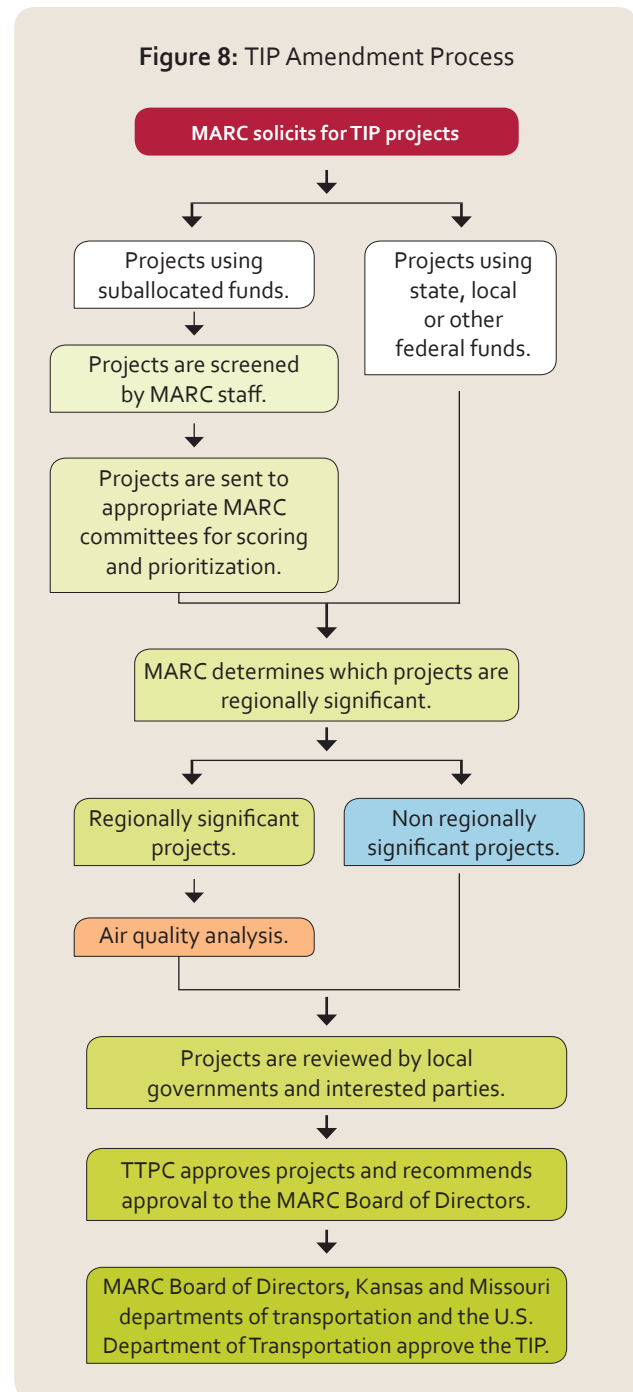 Figure 8: TIP Amendment Process
MARC solicits for TIP projects
Projects using
suballocated funds.
Projects using
state, local
or other
federal funds.
Projects are screened
by MARC staff.
Projects are sent to
appropriate MARC
committees for scoring
and prioritization.
MARC determines which projects are
regionally significant.
Regionally significant
projects.
Non regionally
significant projects.
Air quality analysis.
Projects are reviewed by local
governments and interested parties.
TTPC approves projects and recommends
approval to the MARC Board of Directors.
MARC Board of Directors, Kansas and Missouri
departments of transportation and the U.S.
Department of Transportation approve the TIP.